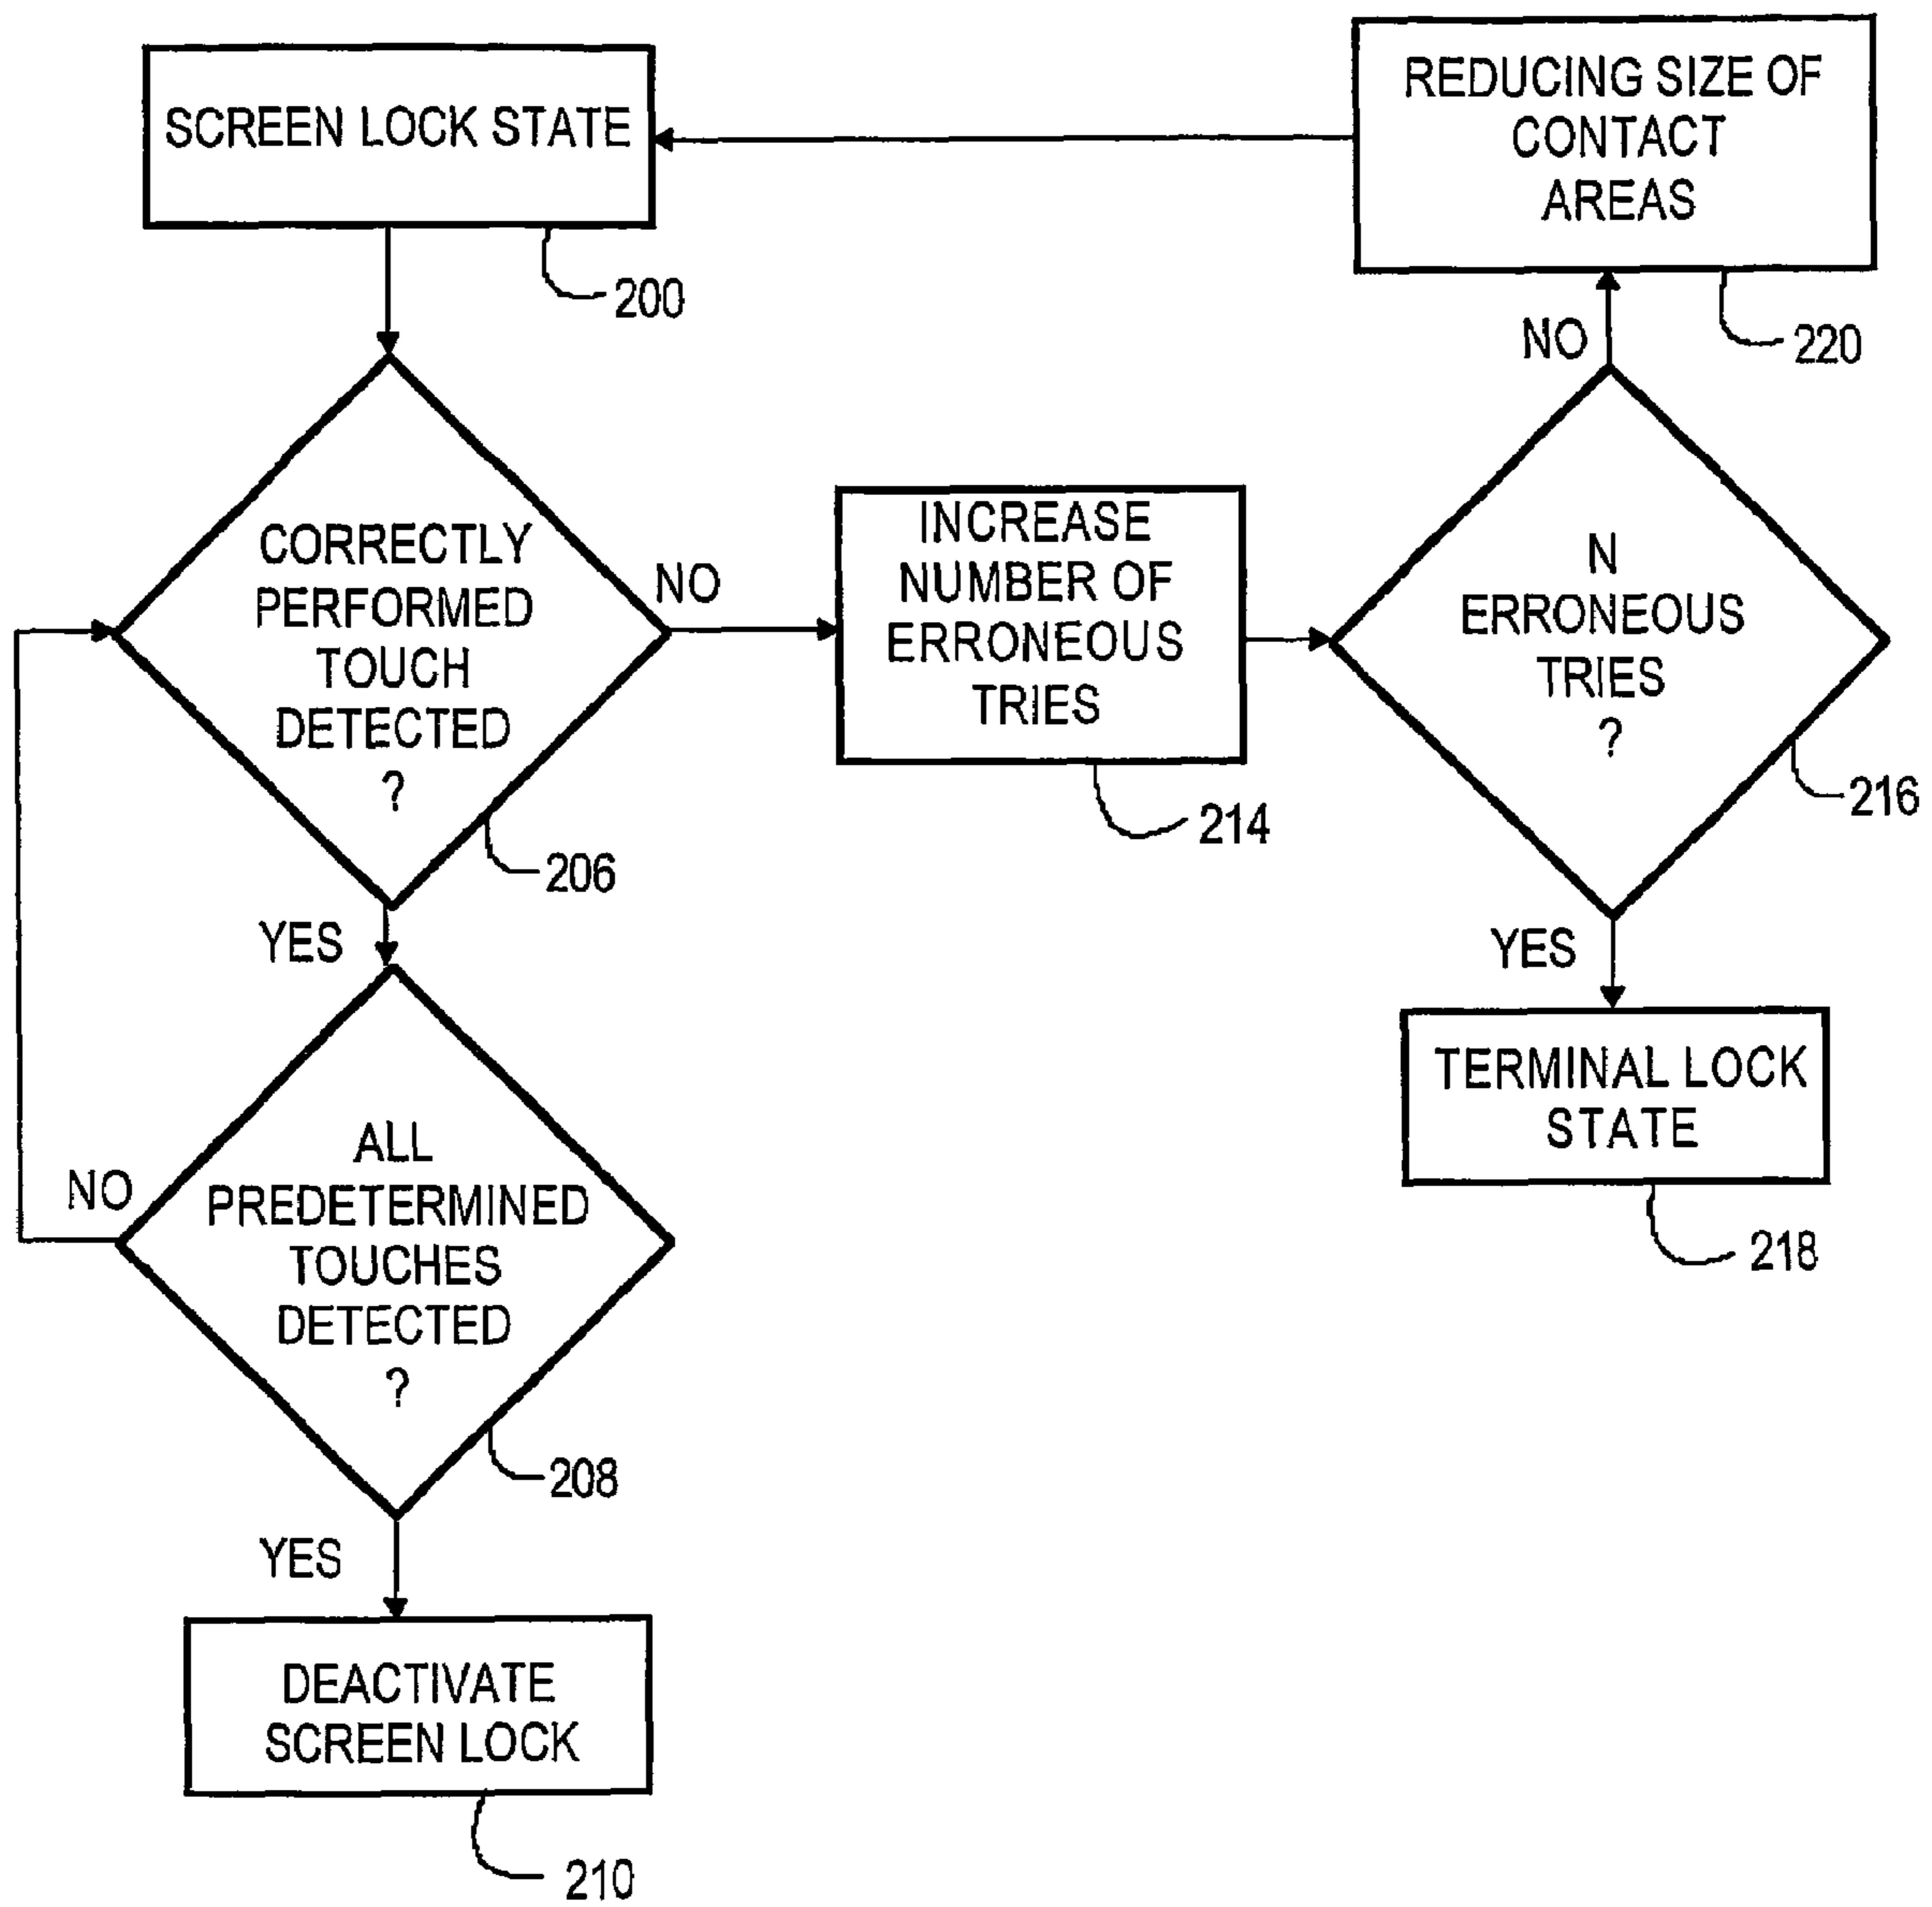 SCREEN LOCK STATE
200
REDUCING SIZE OF
CONTACT
AREAS
220
NO
CORRECTLY
PERFORMED
TOUCH
DETECTED
?
206
NO
INCREASE
NUMBER OF
ERRONEOUS
TRIES
214
N
ERRONEOUS
TRIES
?
216
YES
YES
TERMINAL LOCK
STATE
218
NO
ALL
PREDETERMINED
TOUCHES
DETECTED
?
208
YES
DEACTIVATE
SCREEN LOCK
210